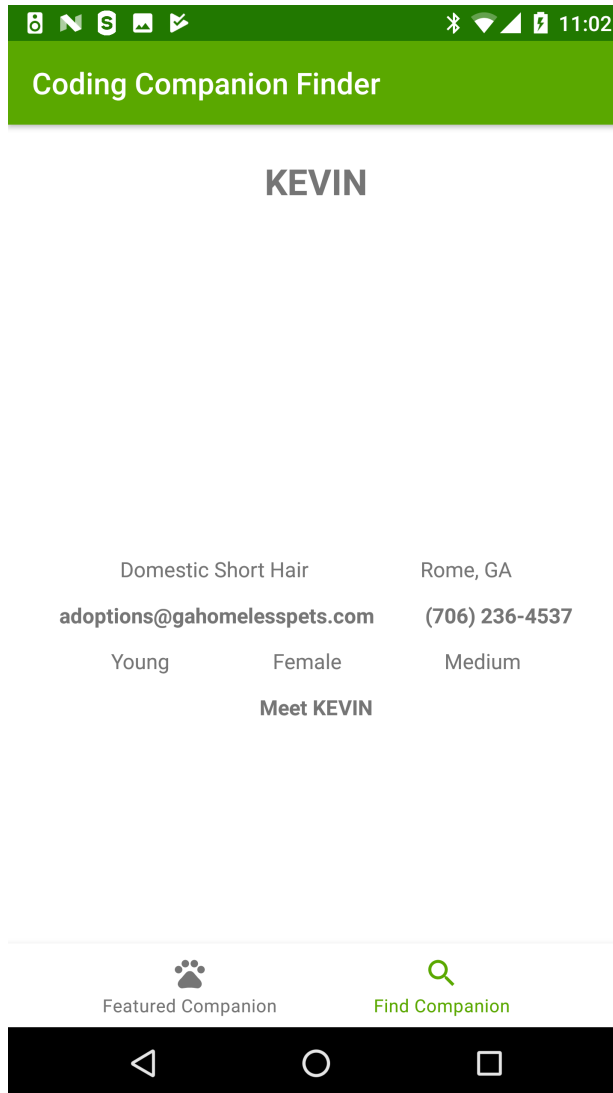 11:02
Coding Companion Finder
KEVIN
Domestic Short Hair Rome, GA
adoptions@gahomelesspets.com (706) 236-4537
Young Female Medium
Meet KEVIN
Featured Companion Find Companion